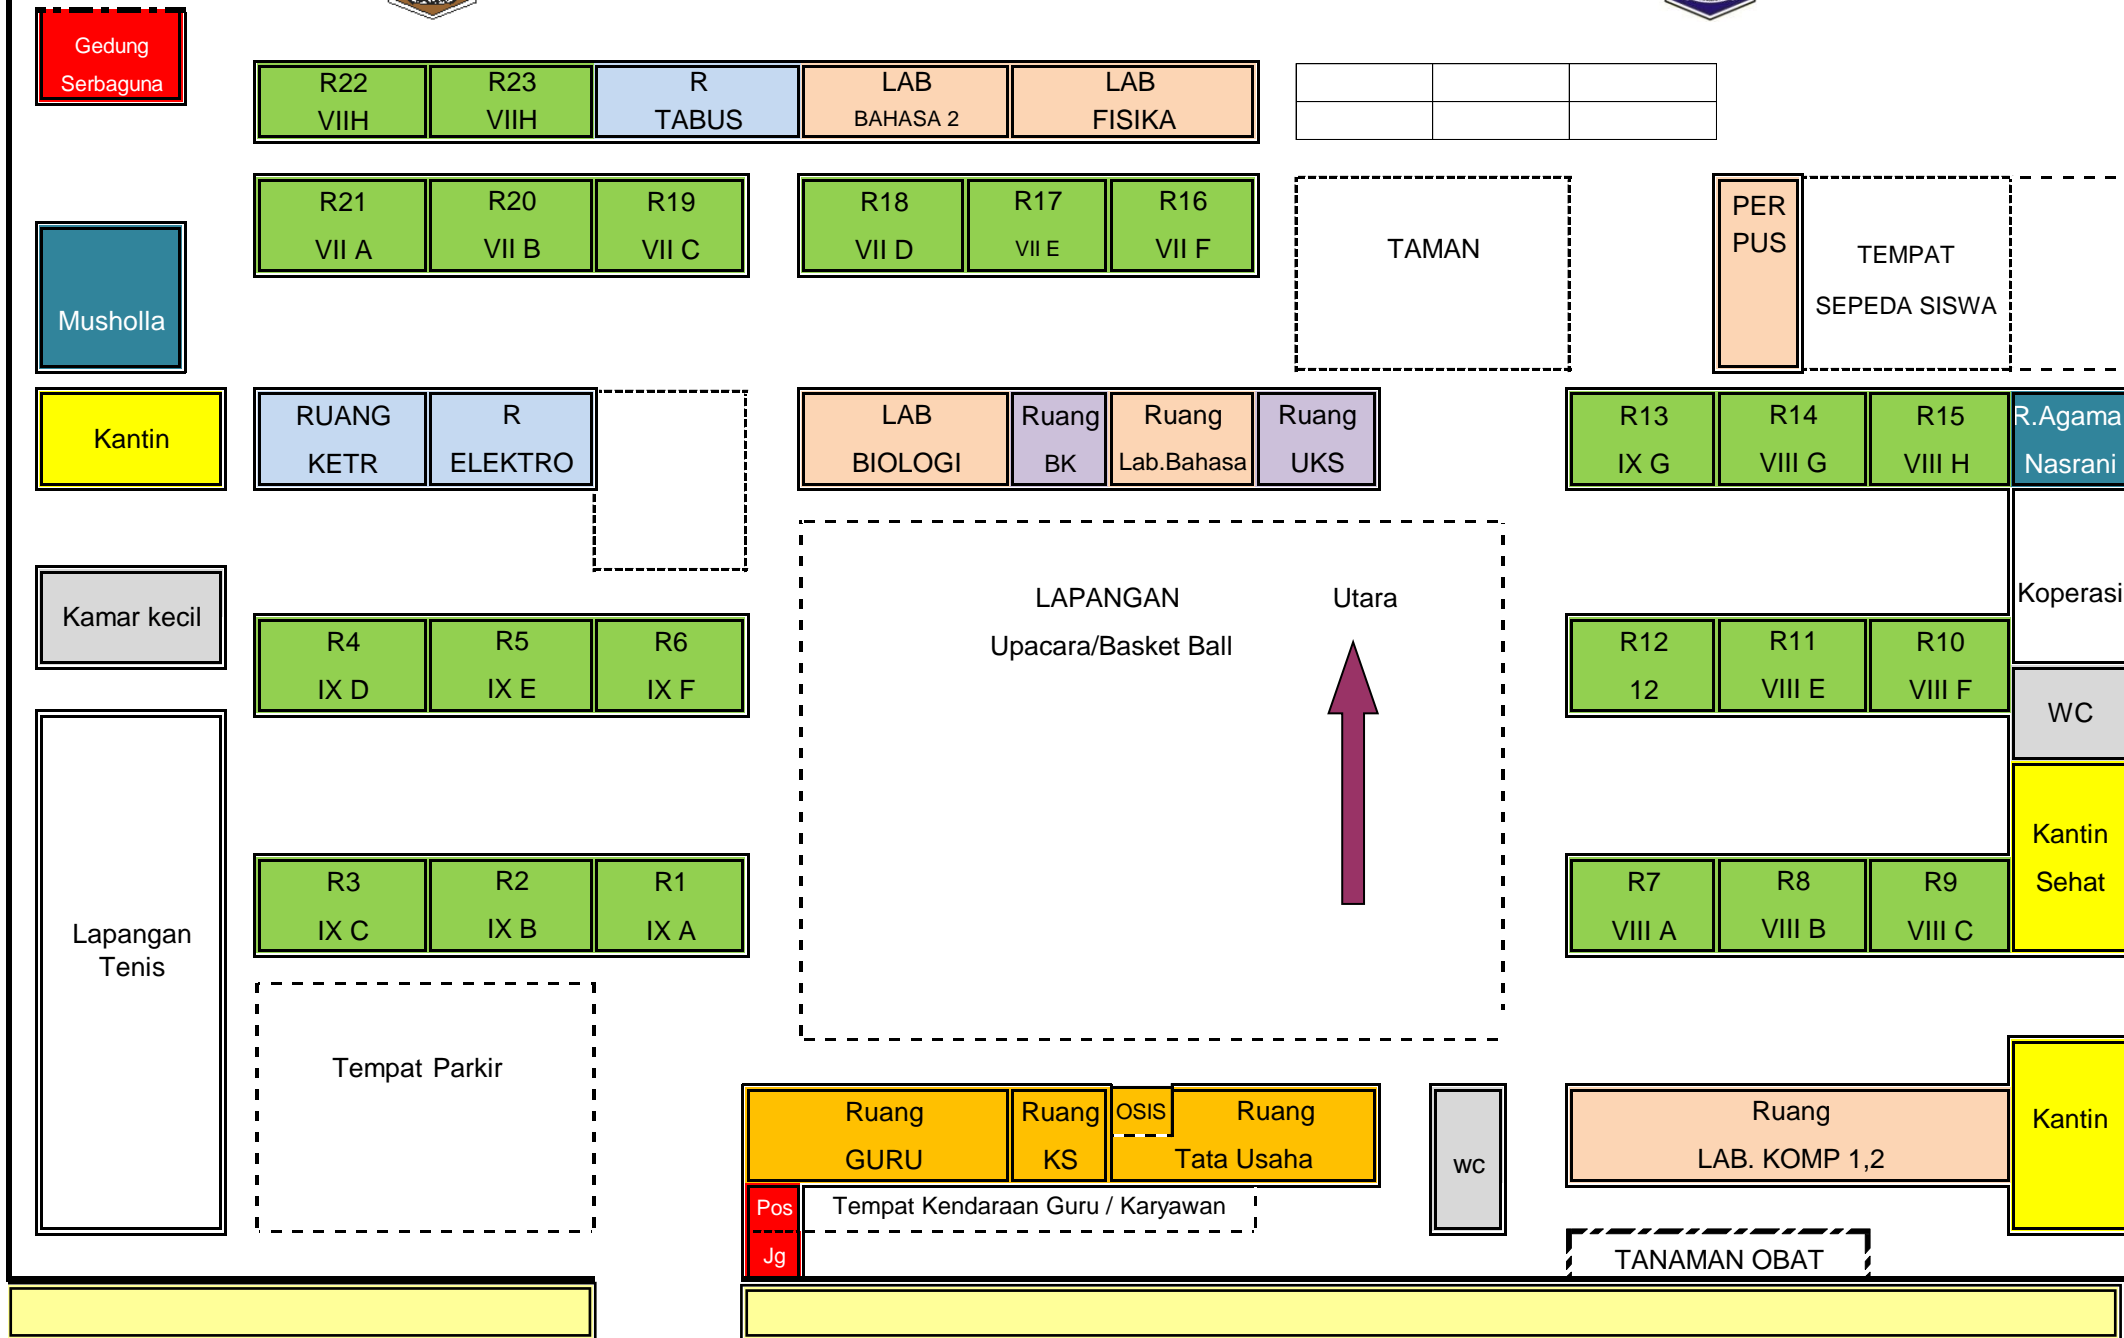 Gedung
Serbaguna
R22
VIIH
R23
VIIH
R
TABUS
LAB
BAHASA 2
LAB
FISIKA
R21
VII A
R20
VII B
R19
VII C
R18
VII D
R17
VII E
R16
VII F
TAMAN
PER
PUS
TEMPAT
SEPEDA SISWA
Musholla
Kantin
RUANG
KETR
R
ELEKTRO
LAB
BIOLOGI
Ruang
BK
Ruang
Lab.Bahasa
Ruang
UKS
R13
IX G
R14
VIII G
R15
VIII H
R.Agama
Nasrani
Kamar kecil
LAPANGAN
Upacara/Basket Ball
Utara
Koperasi
R4
IX D
R5
IX E
R6
IX F
R12
12
R11
VIII E
R10
VIII F
WC
Lapangan
Tenis
R3
IX C
R2
IX B
R1
IX A
R7
VIII A
R8
VIII B
R9
VIII C
Kantin
Sehat
Tempat Parkir
Ruang
GURU
Ruang
KS
OSIS
Ruang
Tata Usaha
wc
Ruang
LAB. KOMP 1,2
Kantin
Pos
Jg
Tempat Kendaraan Guru / Karyawan
TANAMAN OBAT